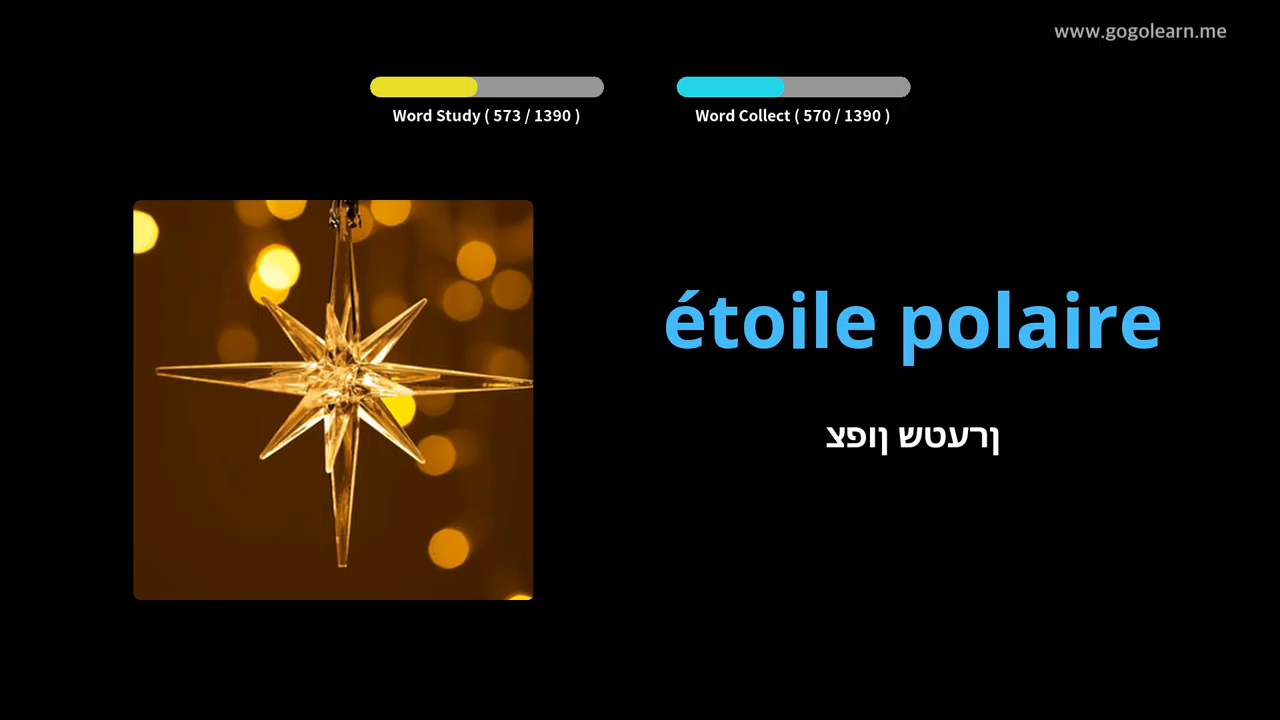 www.gogolearn.me
Word Study ( 573 / 1390 )
Word Collect ( 570 / 1390 )
étoile polaire
צפון שטערן